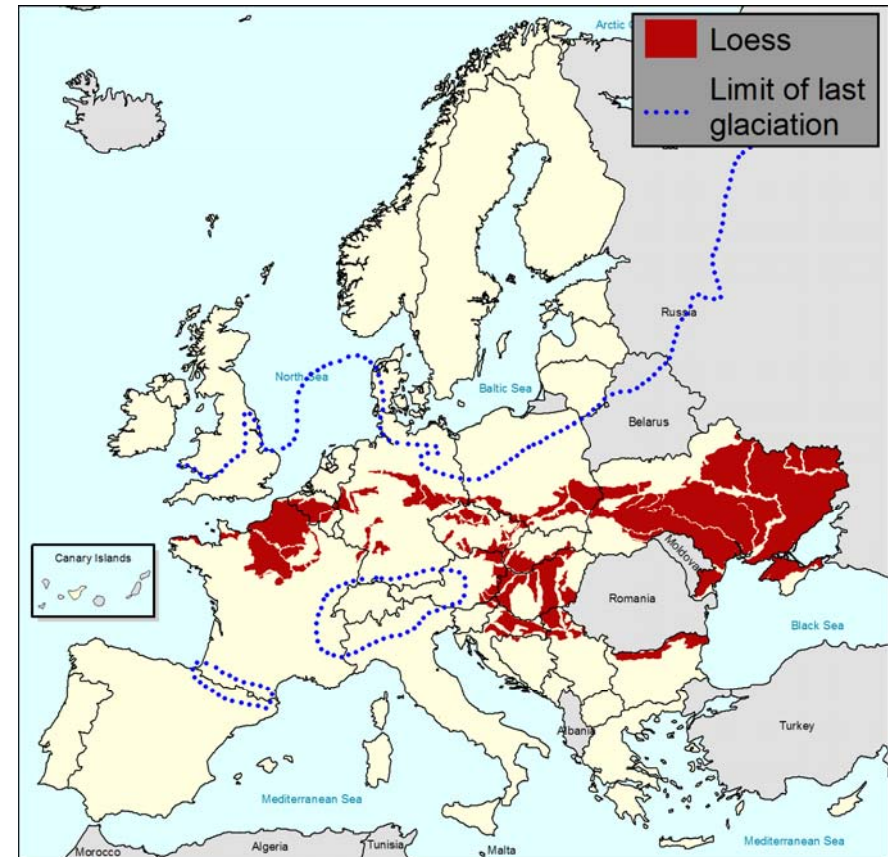 Arctic
Loess
Limit of last
glaciation
Russia
North Sea
Baltic Sea
Belarus
Canary Islands
Moldova
Romania
Black Sea
Turkey
Albania
Mediterranean Sea
Mediterranean Sea
Morocco
Algeria
Tunisia
Malta